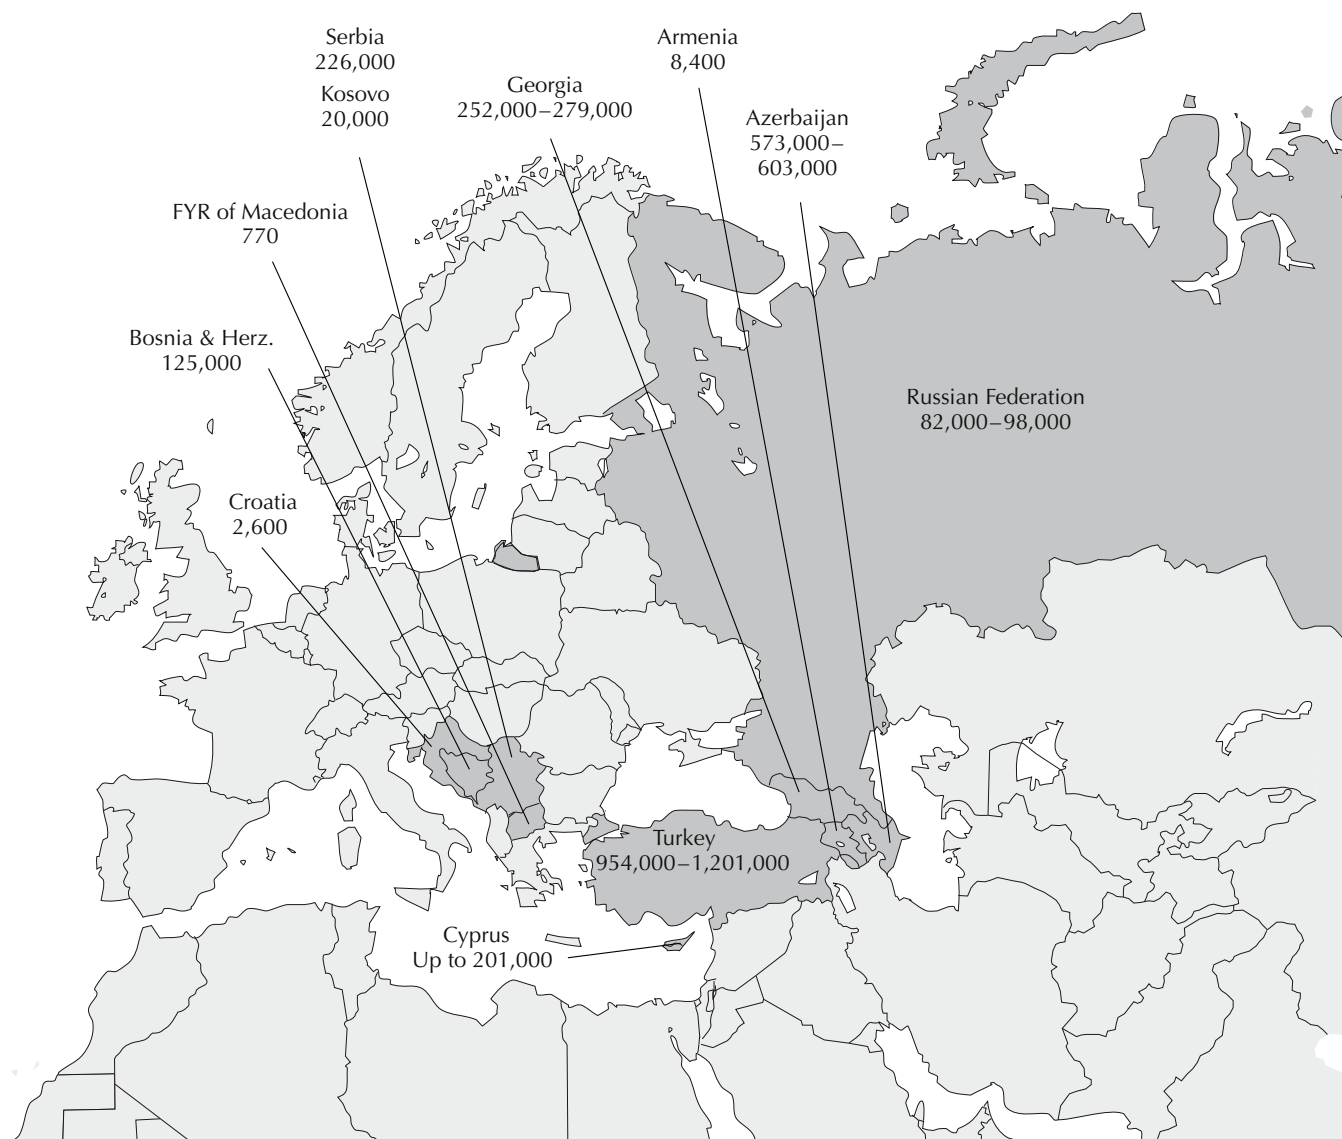 Serbia
226,000
Kosovo
20,000
Georgia
252,000–279,000
Armenia
8,400
Azerbaijan
573,000–
603,000
FYR of Macedonia
770
Bosnia & Herz.
125,000
Russian Federation
82,000–98,000
Croatia
2,600
Turkey
954,000–1,201,000
Cyprus
Up to 201,000